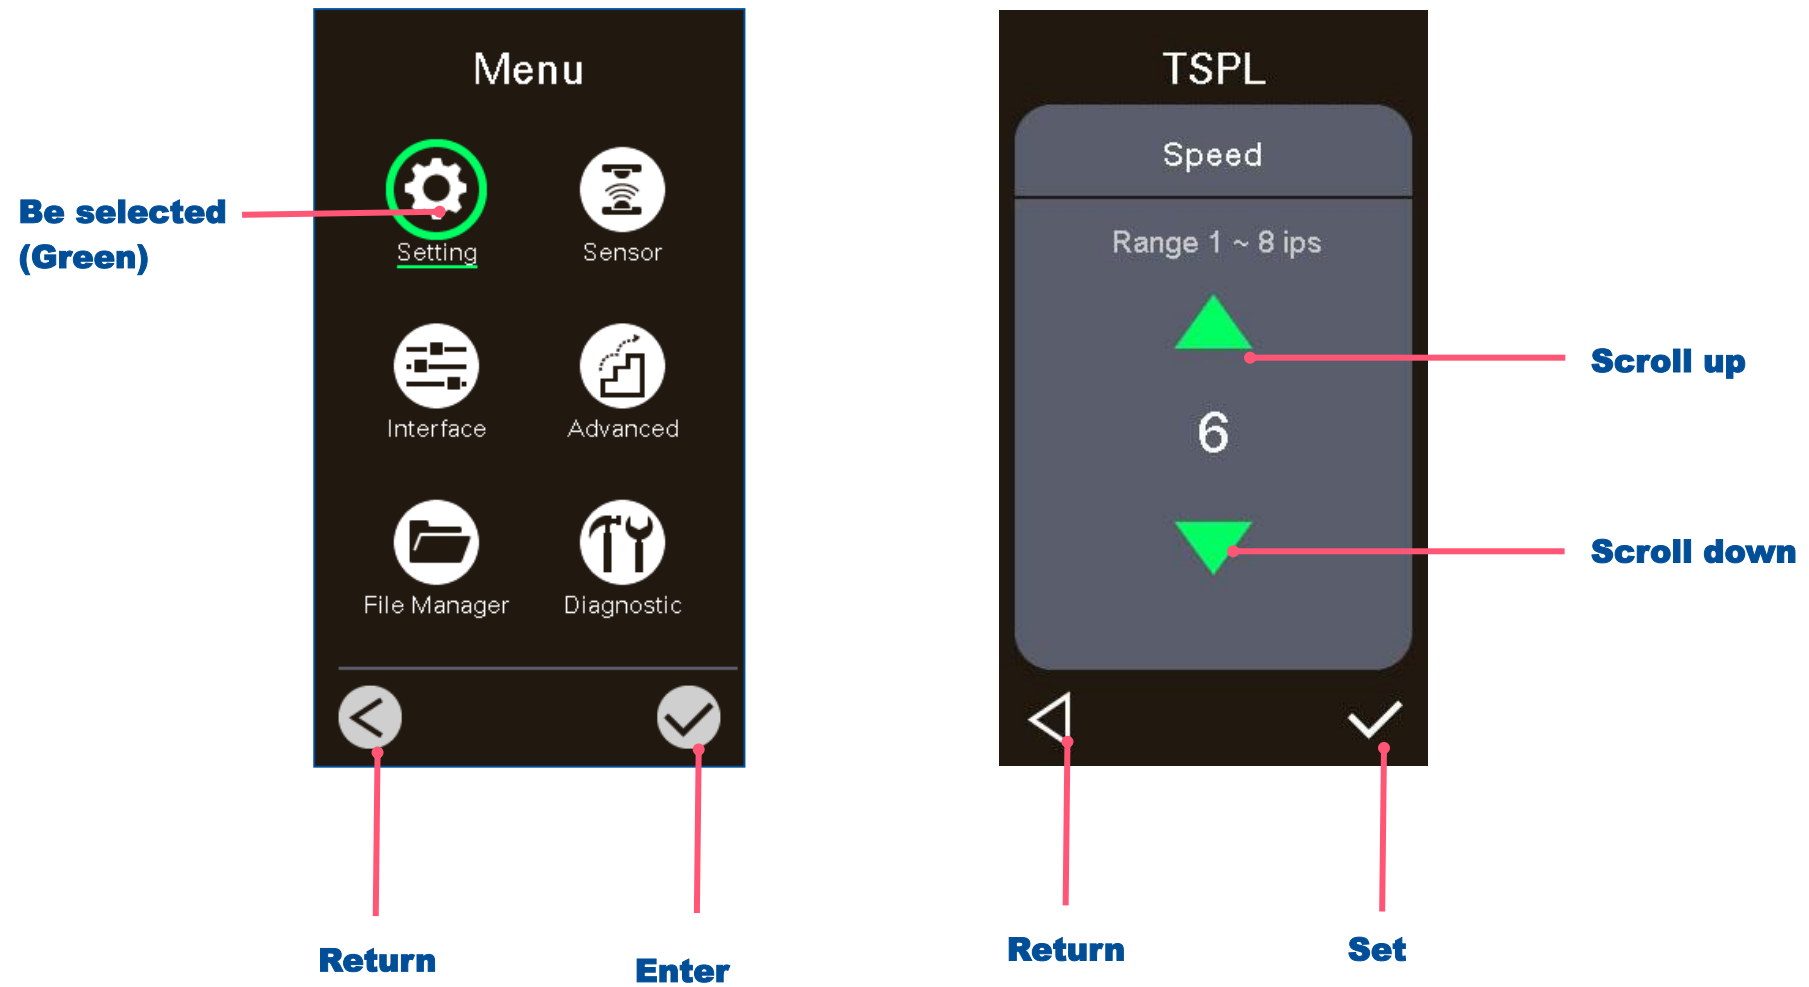 Menu
Be selected
(Green)
Setting
Sensor
Interface
Advanced
File Manager
Diagnostic
Return
Enter
TSPL
Speed
Range 1 ~ 8 ips
Scroll up
6
Scroll down
Return
Set